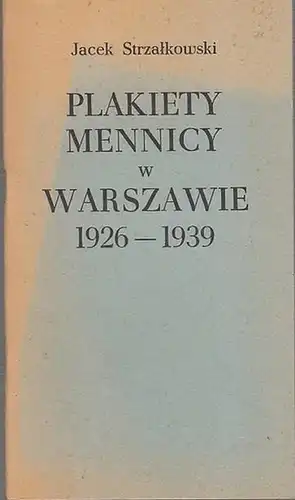 Jacek Strzałkowski
PLAKIETY
MENNICY
w
WARSZAWIE
1926 — 1939